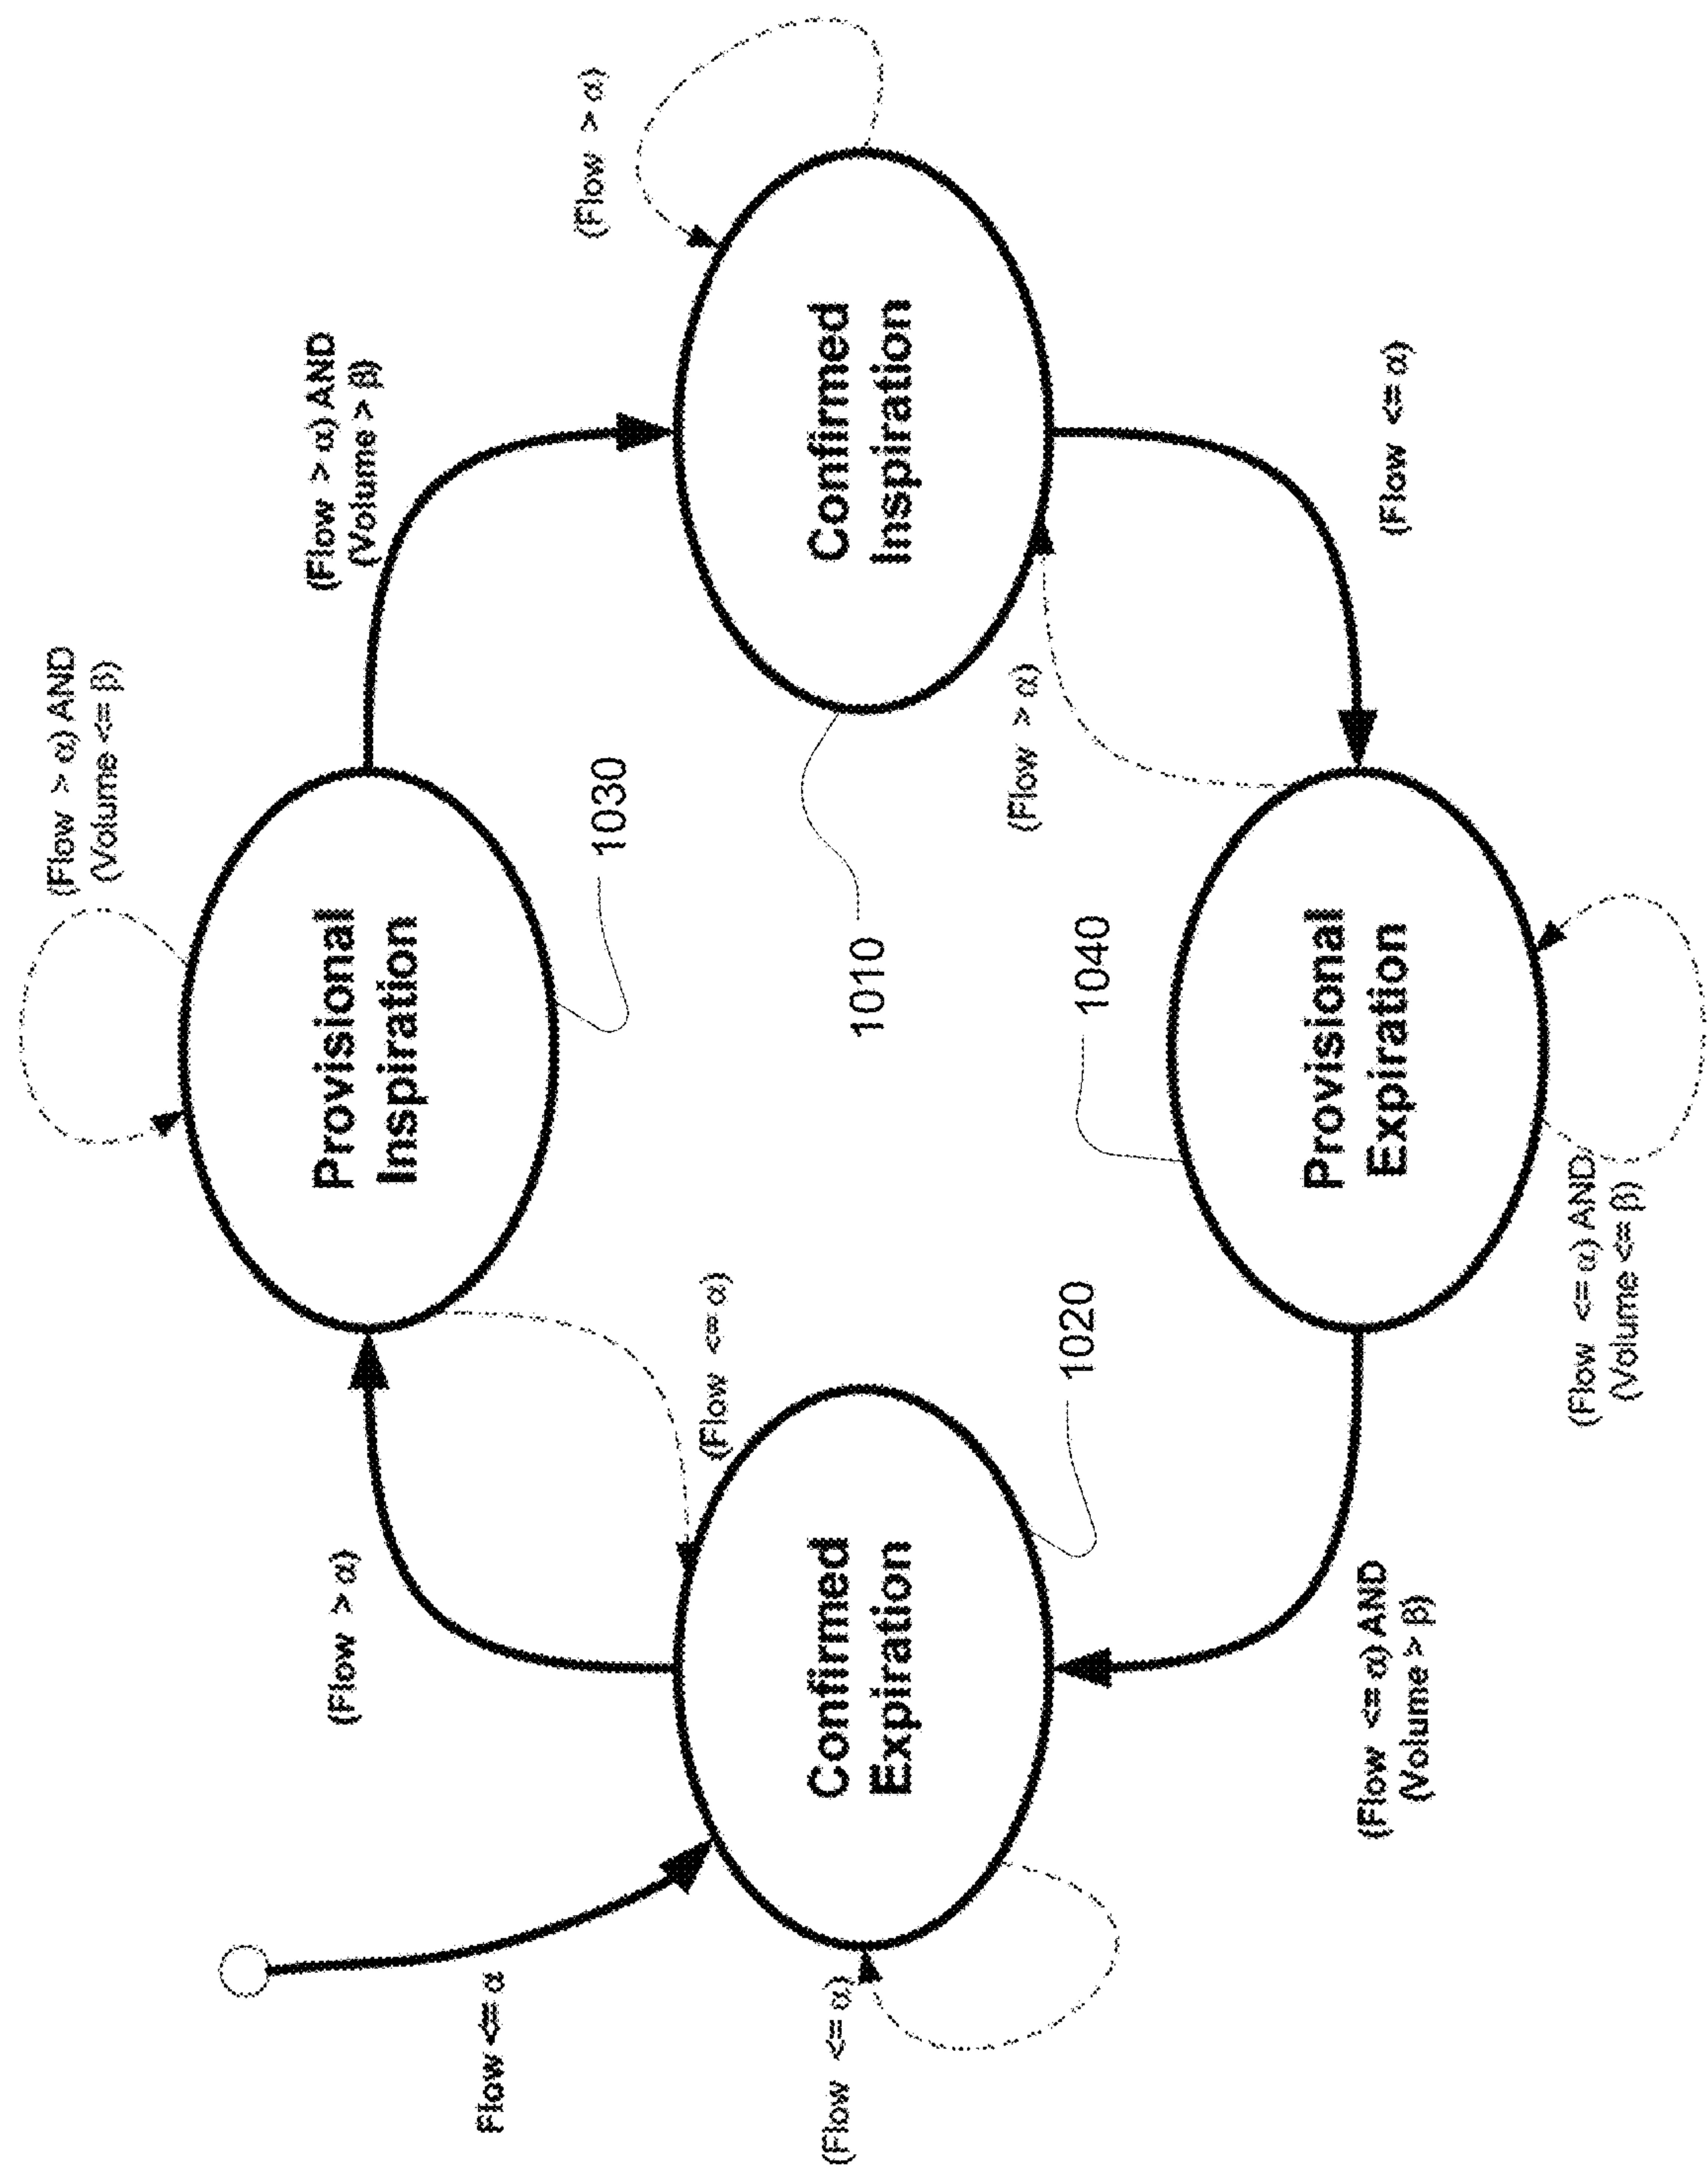 (Flow > α) AND
(Volume <= β)
Provisional
Inspiration
1030
(Flow > α)
(Flow > α) AND
(Volume > β)
(Flow <= α)
Flow <= α
Confirmed
Expiration
1020
(Flow <= α)
Confirmed
Inspiration
1010
(Flow > α)
(Flow > α)
Provisional
Expiration
1040
(Flow <= α) AND
(Volume > β)
(Flow <= α) AND
(Volume <= β)
(Flow <= α)